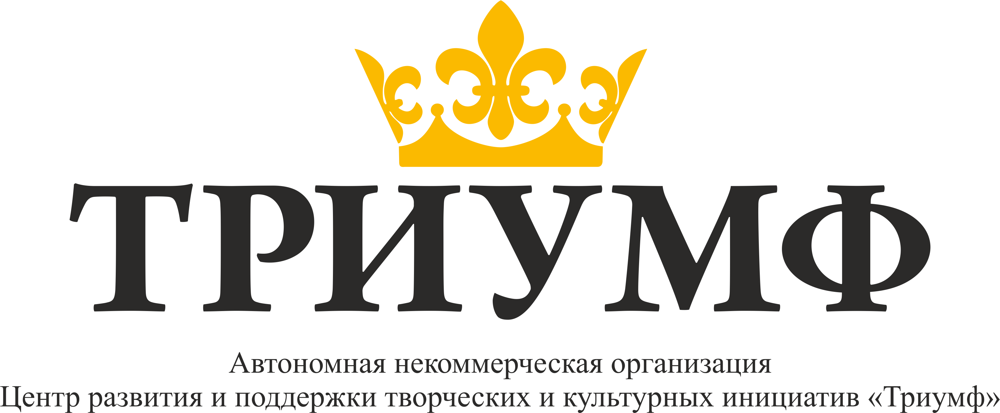 ТРИУМФ
Автономная некоммерческая организация
Центр развития и поддержки творческих и культурных инициатив «Триумф»